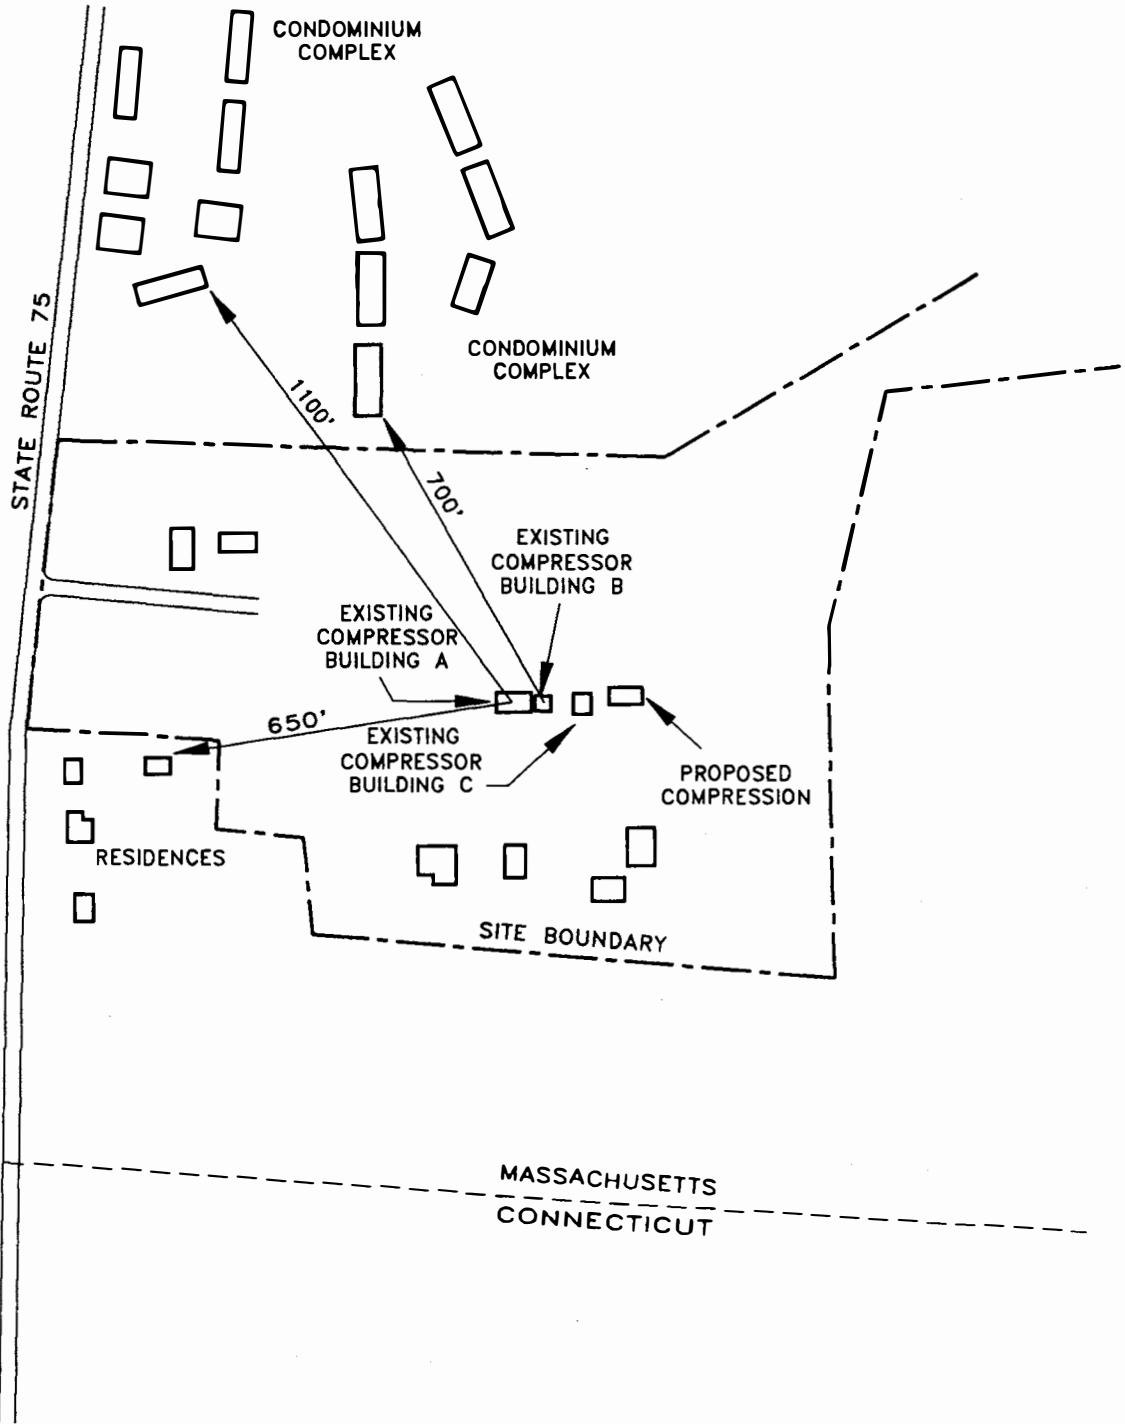 CONDOMINIUM
COMPLEX
STATE ROUTE 75
CONDOMINIUM
COMPLEX
1100'
700'
EXISTING
COMPRESSOR
BUILDING B
EXISTING
COMPRESSOR
BUILDING A
650'
EXISTING
COMPRESSOR
BUILDING C
PROPOSED
COMPRESSION
RESIDENCES
SITE BOUNDARY
MASSACHUSETTS
CONNECTICUT